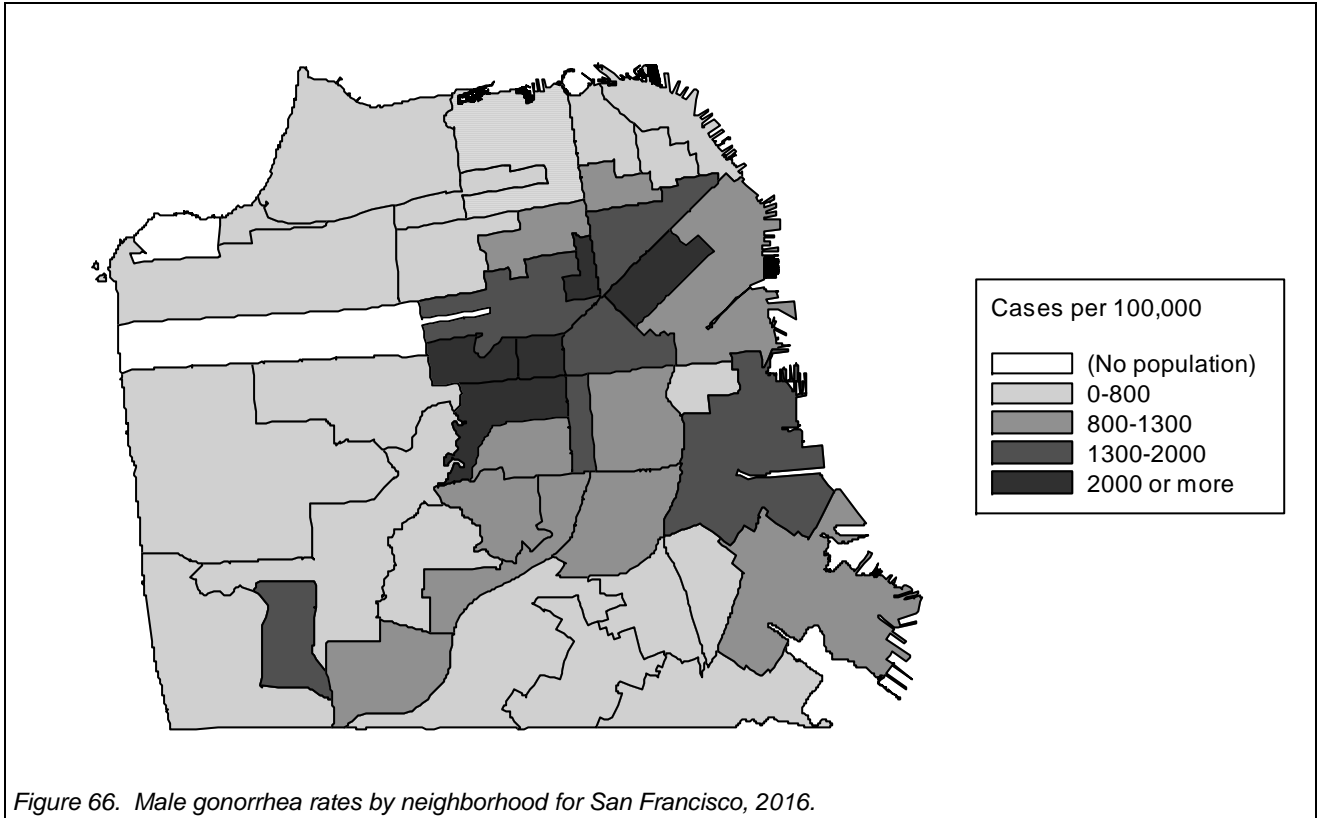 Cases per 100,000
(No population)
0-800
800-1300
1300-2000
2000 or more
Figure 66. Male gonorrhea rates by neighborhood for San Francisco, 2016.